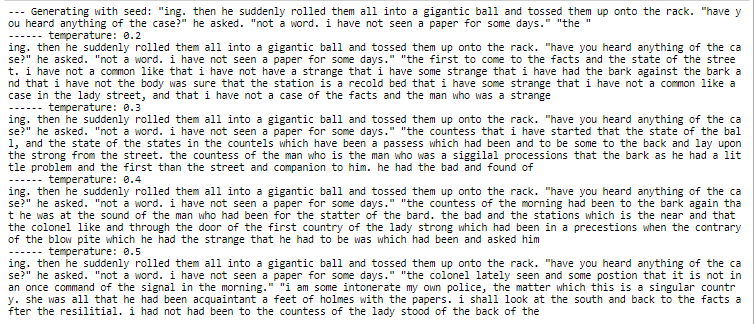 --- Generating with seed: "ing. then he suddenly rolled them all into a gigantic ball and tossed them up onto the rack. "have y
ou heard anything of the case?" he asked. "not a word. i have not seen a paper for some days." "the "
------ temperature: 0.2
ing. then he suddenly rolled them all into a gigantic ball and tossed them up onto the rack. "have you heard anything of the ca
se?" he asked. "not a word. i have not seen a paper for some days." "the first to come to the facts and the state of the stree
t. i have not a common like that i have not have a strange that i have some strange that i have had the bark against the bark a
nd that i have not the body was sure that the station is a recold bed that i have some strange that i have not a common like a
case in the lady street, and that i have not a case of the facts and the man who was a strange
------ temperature: 0.3
ing. then he suddenly rolled them all into a gigantic ball and tossed them up onto the rack. "have you heard anything of the ca
se?" he asked. "not a word. i have not seen a paper for some days." "the countess that i have started that the state of the bal
l, and the state of the states in the countels which have been a passess which had been and to be some to the back and lay upon
the strong from the street. the countess of the man who is the man who was a siggilal processions that the bark as he had a lit
tle problem and the first than the street and companion to him. he had the bad and found of
------ temperature: 0.4
ing. then he suddenly rolled them all into a gigantic ball and tossed them up onto the rack. "have you heard anything of the ca
se?" he asked. "not a word. i have not seen a paper for some days." "the countess of the morning had been to the bark again tha
t he was at the sound of the man who had been for the statter of the bard. the bad and the stations which is the near and that
the colonel like and through the door of the first country of the lady strong which had been in a precestions when the contrary
of the blow pite which he had the strange that he had to be was which had been and asked him
------ temperature: 0.5
ing. then he suddenly rolled them all into a gigantic ball and tossed them up onto the rack. "have you heard anything of the ca
se?" he asked. "not a word. i have not seen a paper for some days." "the colonel lately seen and some postion that it is not in
an once command of the signal in the morning." "i am some intonerate my own police, the matter which this is a singular countr
y. she was all that he had been acquaintant a feet of holmes with the papers. i shall look at the south and back to the facts a
fter the resilitial. i had not had been to the countess of the lady stood of the back of the